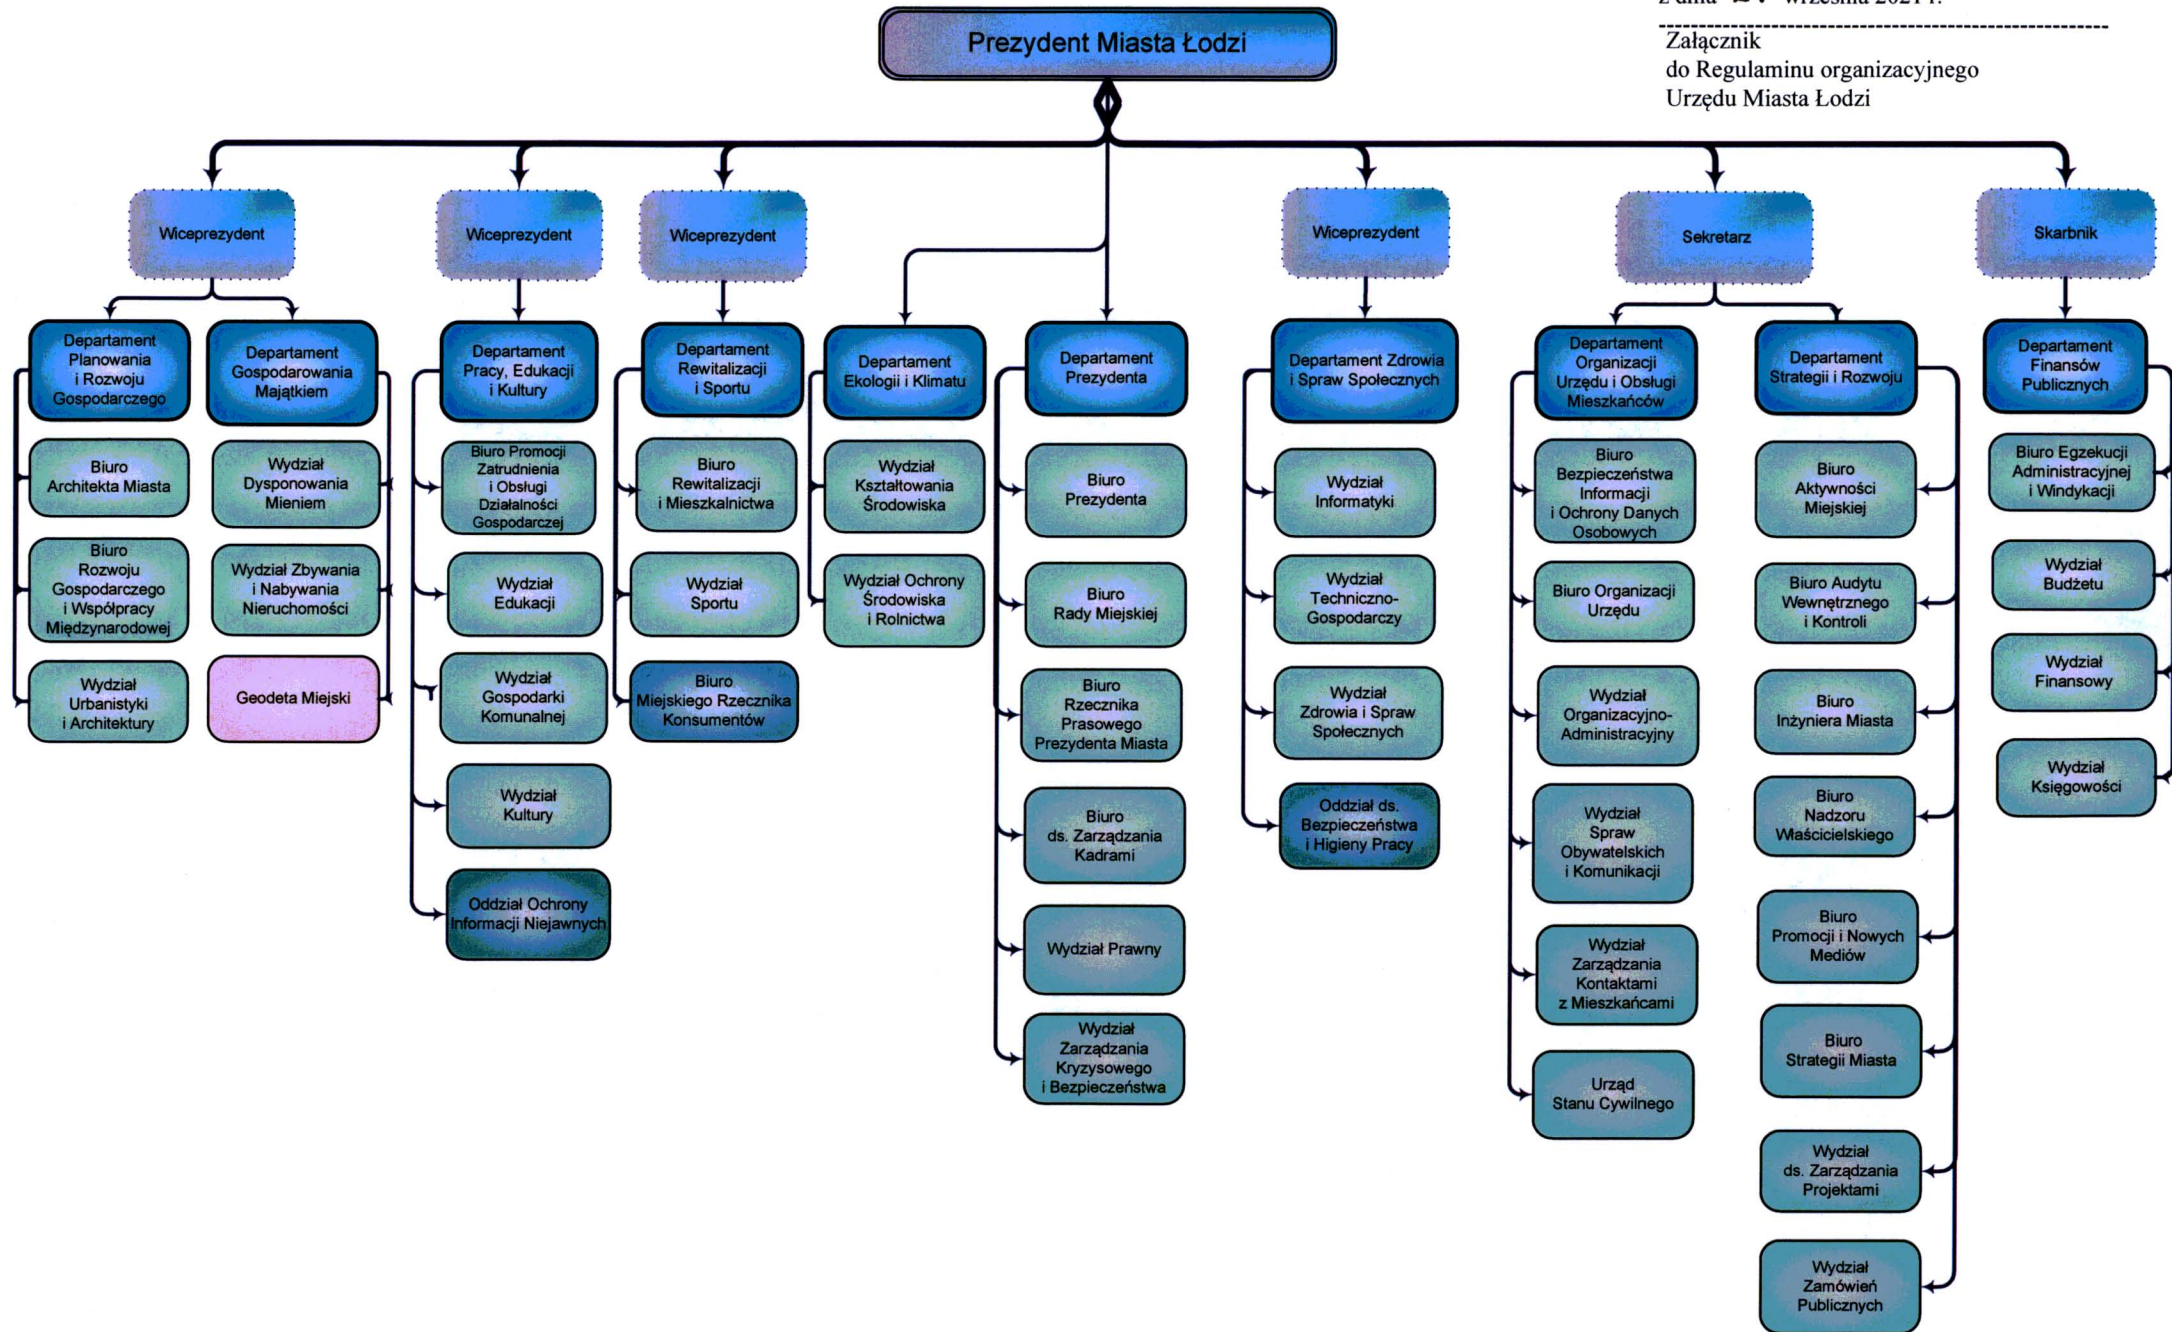 z dnia września 2021 r.
Załącznik
do Regulaminu organizacyjnego
Urzędu Miasta Łodzi
Prezydent Miasta Łodzi
Wiceprezydent
Wiceprezydent
Wiceprezydent
Wiceprezydent
Sekretarz
Skarbnik
Departament
Planowania
i Rozwoju
Gospodarczego
Biuro
Architekta Miasta
Biuro
Rozwoju
Gospodarczego
i Współpracy
Międzynarodowej
Wydział
Urbanistyki
i Architektury
Departament
Gospodarowania
Majątkiem
Wydział
Dysponowania
Mieniem
Wydział Zbywania
i Nabywania
Nieruchomości
Geodeta Miejski
Departament
Pracy, Edukacji
i Kultury
Biuro Promocji
Zatrudnienia
i Obsługi
Działalności
Gospodarczej
Wydział
Edukacji
Wydział
Gospodarki
Komunalnej
Wydział
Kultury
Oddział Ochrony
Informacji Niejawnych
Departament
Rewitalizacji
i Sportu
Biuro
Rewitalizacji
i Mieszkalnictwa
Wydział
Sportu
Biuro
Miejskiego Rzecznika
Konsumentów
Departament
Ekologii i Klimatu
Wydział
Kształtowania
Środowiska
Wydział Ochrony
Środowiska
i Rolnictwa
Departament
Prezydenta
Biuro
Prezydenta
Biuro
Rady Miejskiej
Biuro
Rzecznika
Prasowego
Prezydenta Miasta
Biuro
ds. Zarządzania
Kadrami
Wydział Prawny
Wydział
Zarządzania
Kryzysowego
i Bezpieczeństwa
Departament Zdrowia
i Spraw Społecznych
Wydział
Informatyki
Wydział
Techniczno-
Gospodarczy
Wydział
Zdrowia i Spraw
Społecznych
Oddział ds.
Bezpieczeństwa
i Higieny Pracy
Departament
Organizacji
Urzędu i Obsługi
Mieszkańców
Biuro
Bezpieczeństwa
Informacji
i Ochrony Danych
Osobowych
Biuro Organizacji
Urzędu
Wydział
Organizacyjno-
Administracyjny
Wydział
Spraw
Obywatelskich
i Komunikacji
Wydział
Zarządzania
Kontaktami
z Mieszkańcami
Urząd
Stanu Cywilnego
Departament
Strategii i Rozwoju
Biuro
Aktywności
Miejskiej
Biuro Audytu
Wewnętrznego
i Kontroli
Biuro
Inżyniera Miasta
Biuro
Nadzoru
Właścicielskiego
Biuro
Promocji i Nowych
Mediów
Biuro
Strategii Miasta
Wydział
ds. Zarządzania
Projektami
Wydział
Zamówień
Publicznych
Departament
Finansów
Publicznych
Biuro Egzekucji
Administracyjnej
i Windykacji
Wydział
Budżetu
Wydział
Finansowy
Wydział
Księgowości